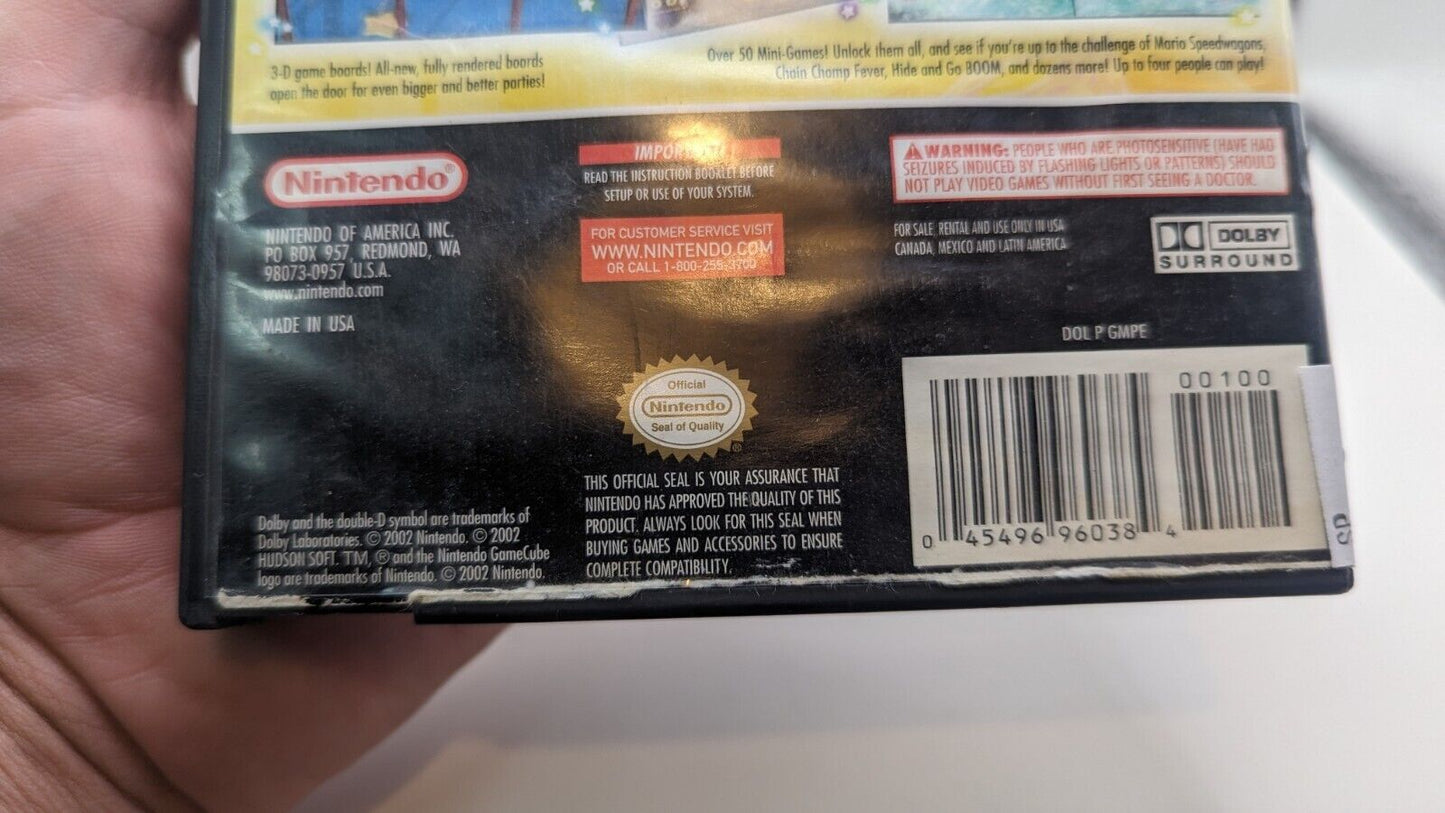 3-D game boards! All-new, fully rendered boards
open the door for even bigger and better parties!
Over 50 Mini-Games! Unlock them all, and see if you're up to the challenge of Mario Speedwagons,
Chain Chomp Fever, Hide and Go BOOM, and dozens more! Up to four people can play!
Nintendo®
NINTENDO OF AMERICA INC.
PO BOX 957, REDMOND, WA
98073-0957 U.S.A.
www.nintendo.com
MADE IN USA
READ THE INSTRUCTION BOOKLET BEFORE
SETUP OR USE OF YOUR SYSTEM.
FOR CUSTOMER SERVICE VISIT
WWW.NINTENDO.COM
OR CALL 1-800-255-3700
WARNING: PEOPLE WHO ARE PHOTOSENSITIVE (HAVE HAD
SEIZURES INDUCED BY FLASHING LIGHTS OR PATTERNS) SHOULD
NOT PLAY VIDEO GAMES WITHOUT FIRST SEEING A DOCTOR.
FOR SALE, RENTAL AND USE ONLY IN USA
CANADA, MEXICO AND LATIN AMERICA
DOLBY
SURROUND
DOL P GMPE
00100
0 45496 96038 4
Official
Nintendo
Seal of Quality
®
THIS OFFICIAL SEAL IS YOUR ASSURANCE THAT
NINTENDO HAS APPROVED THE QUALITY OF THIS
PRODUCT. ALWAYS LOOK FOR THIS SEAL WHEN
BUYING GAMES AND ACCESSORIES TO ENSURE
COMPLETE COMPATIBILITY.
Dolby and the double-D symbol are trademarks of
Dolby Laboratories. © 2002 Nintendo. © 2002
HUDSON SOFT. TM, ® and the Nintendo GameCube
logo are trademarks of Nintendo. © 2002 Nintendo.